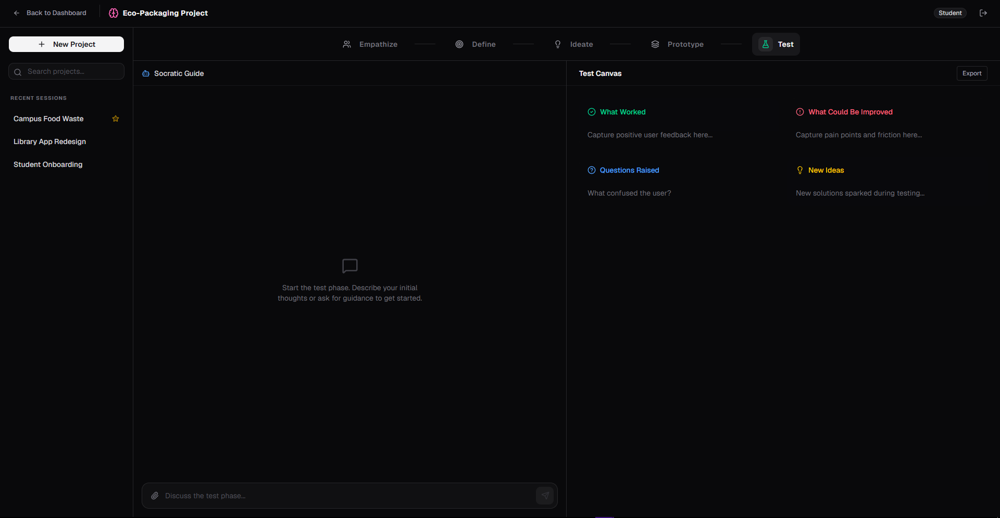 Back to Dashboard
Eco-Packaging Project
Student
New Project
Search projects...
RECENT SESSIONS
Campus Food Waste
Library App Redesign
Student Onboarding
Empathize
Define
Ideate
Prototype
Test
Socratic Guide
Start the test phase. Describe your initial
thoughts or ask for guidance to get started.
Discuss the test phase...
Test Canvas
Export
What Worked
Capture positive user feedback here...
What Could Be Improved
Capture pain points and friction here...
Questions Raised
What confused the user?
New Ideas
New solutions sparked during testing...